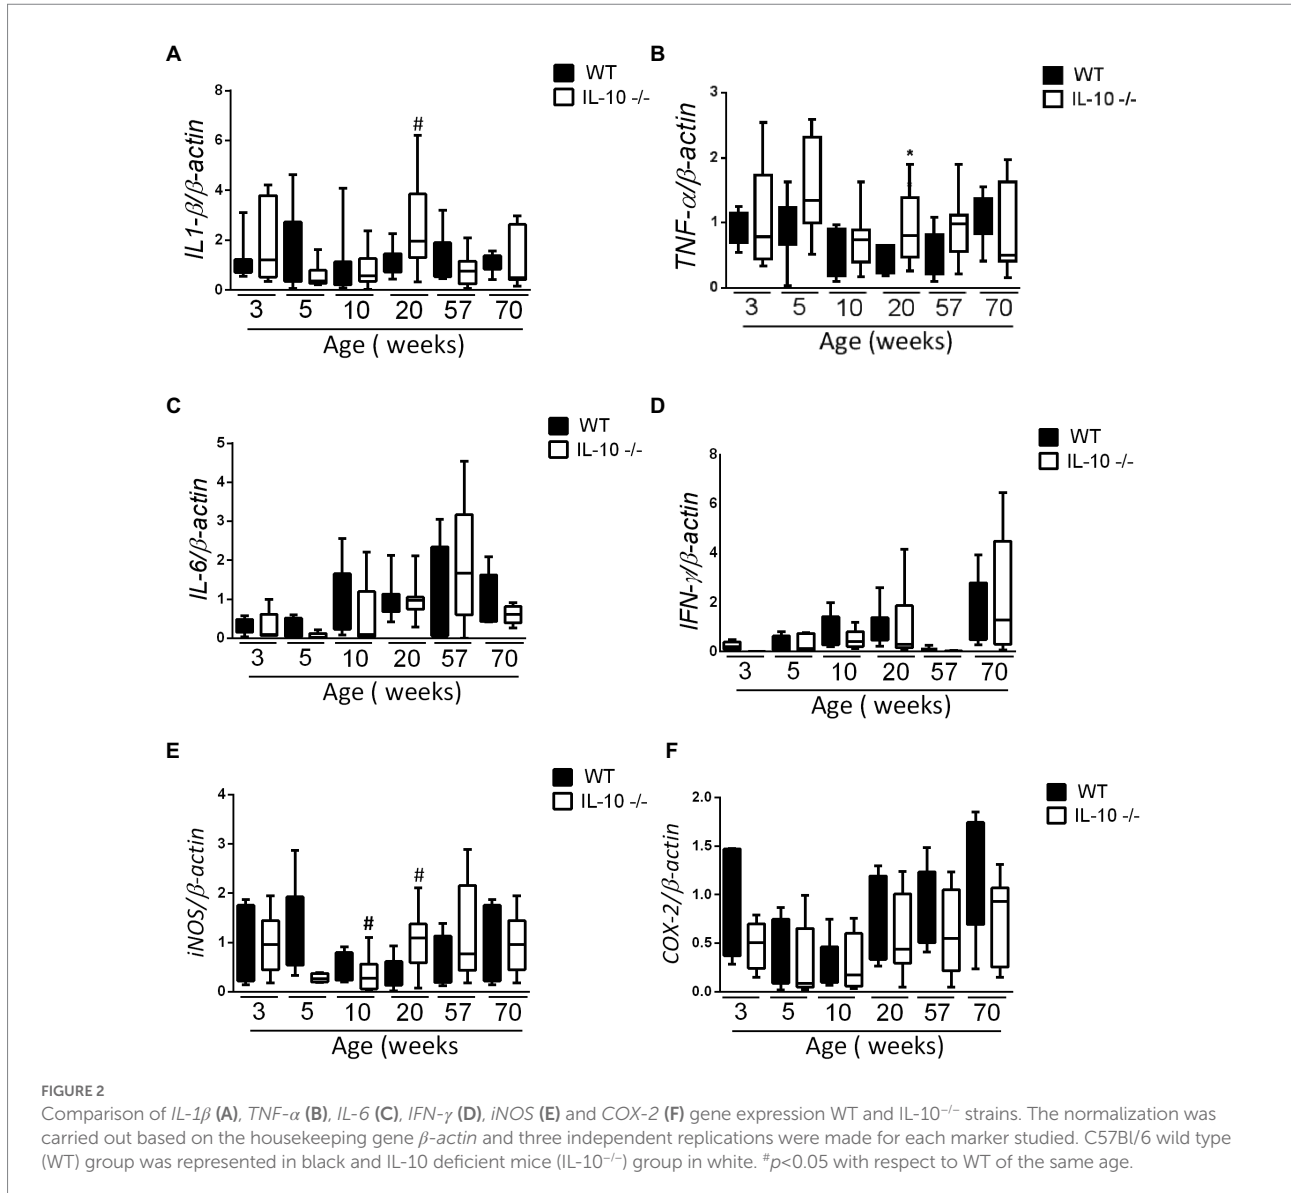 A
WT
IL-10 -/-
#
8
6
4
2
0
IL1-β/β-actin
3 5 10 20 57 70
Age ( weeks)
B
WT
IL-10 -/-
*
3
2
1
0
TNF-α/β-actin
3 5 10 20 57 70
Age (weeks)
C
WT
IL-10 -/-
5
4
3
2
1
0
IL-6/β-actin
3 5 10 20 57 70
Age ( weeks)
D
WT
IL-10 -/-
8
6
4
2
0
IFN-γ/β-actin
3 5 10 20 57 70
Age ( weeks)
E
WT
IL-10 -/-
# #
4
3
2
1
0
iNOS/β-actin
3 5 10 20 57 70
Age (weeks
F
WT
IL-10 -/-
2.0
1.5
1.0
0.5
0.0
COX-2/β-actin
3 5 10 20 57 70
Age ( weeks)
FIGURE 2
Comparison of IL-1β (A), TNF-α (B), IL-6 (C), IFN-γ (D), iNOS (E) and COX-2 (F) gene expression WT and IL-10⁻/⁻ strains. The normalization was
carried out based on the housekeeping gene β-actin and three independent replications were made for each marker studied. C57Bl/6 wild type
(WT) group was represented in black and IL-10 deficient mice (IL-10⁻/⁻) group in white. #p<0.05 with respect to WT of the same age.